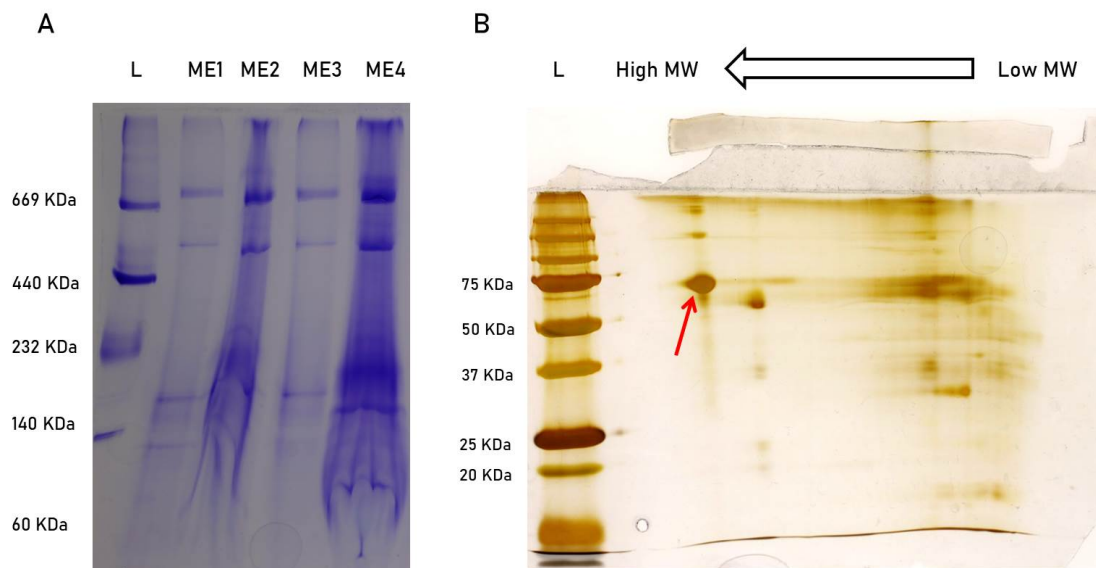 A
L ME1 ME2 ME3 ME4
669 KDa
440 KDa
232 KDa
140 KDa
60 KDa
B
L High MW Low MW
75 KDa
50 KDa
37 KDa
25 KDa
20 KDa